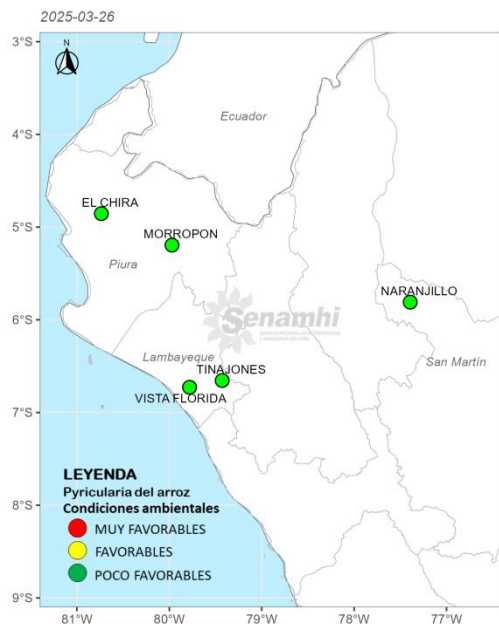 2025-03-26
3°S
N
Ecuador
4°S
EL CHIRA
5°S
MORROPON
Piura
NARANJILLO
6°S
Senamhi
Lambayeque
TINAJONES
San Martín
VISTA FLORIDA
7°S
LEYENDA
Pyricularia del arroz
Condiciones ambientales
8°S
MUY FAVORABLES
FAVORABLES
POCO FAVORABLES
9°S
81°W 80°W 79°W 78°W 77°W